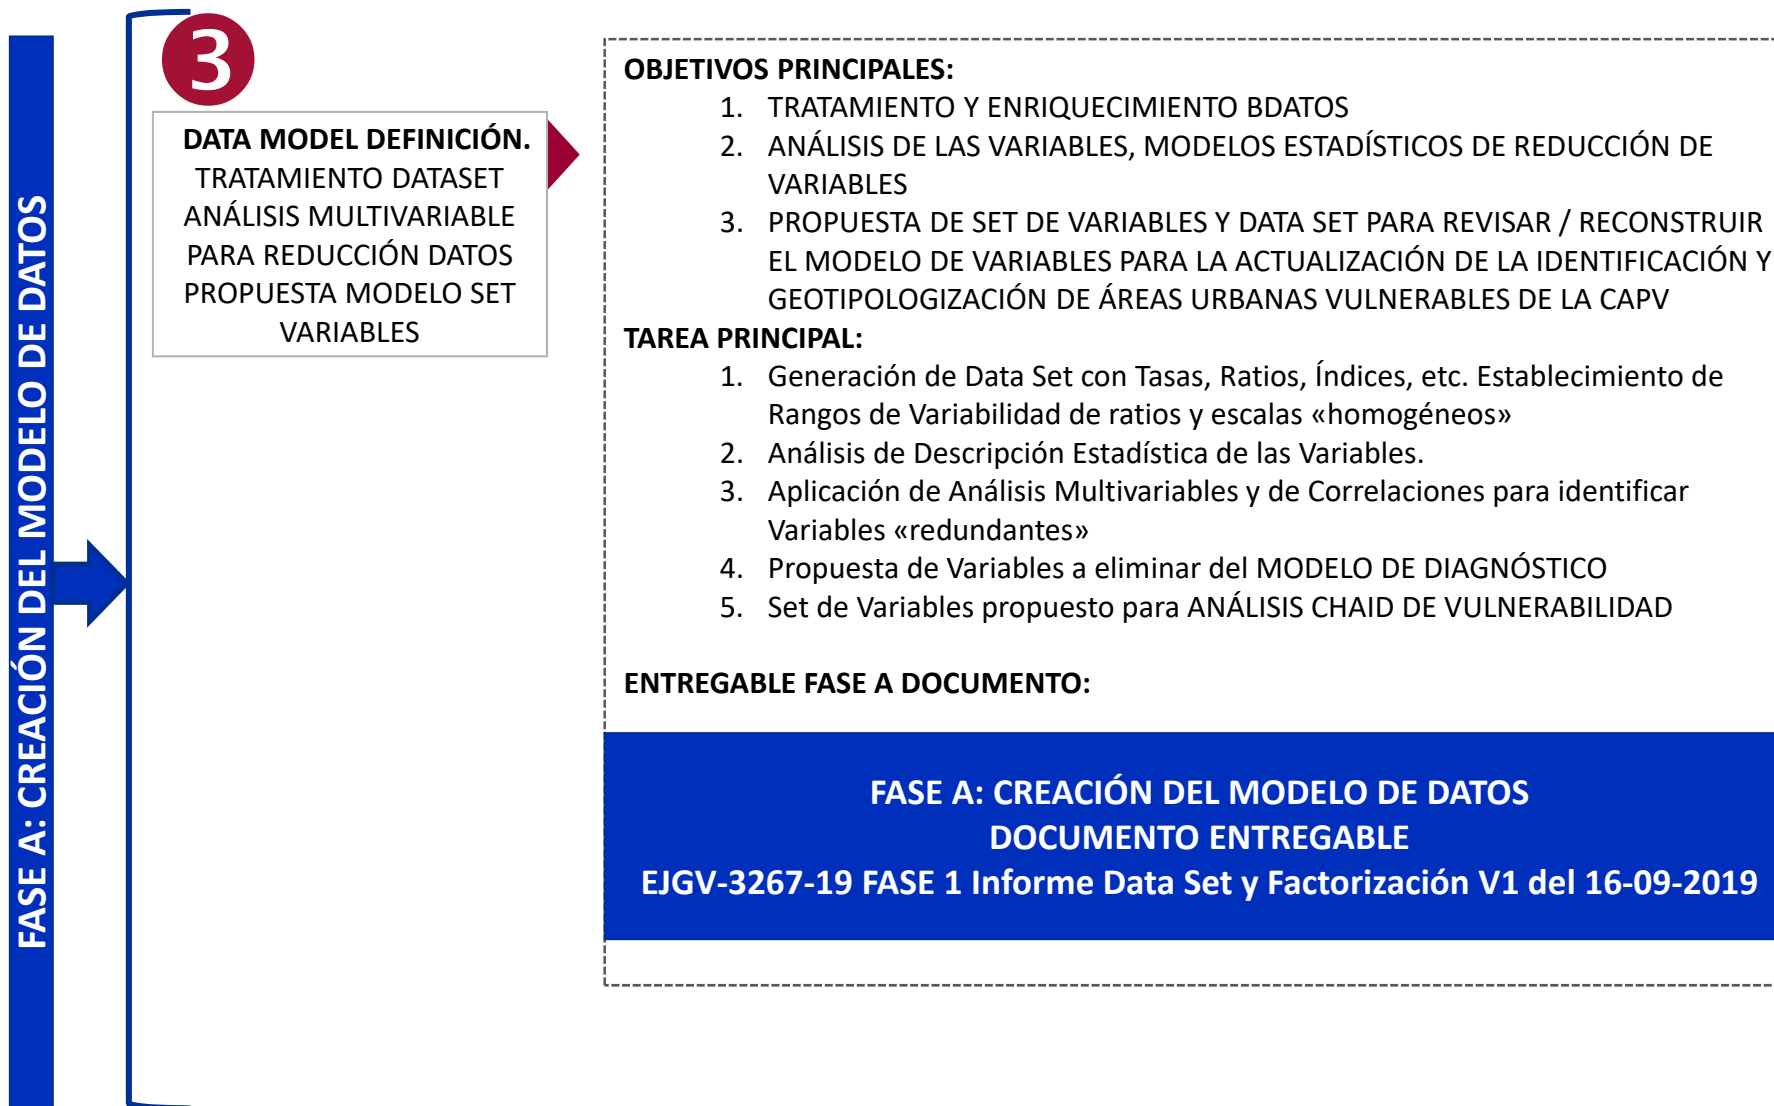 FASE A: CREACIÓN DEL MODELO DE DATOS
3
DATA MODEL DEFINICIÓN.
TRATAMIENTO DATASET
ANÁLISIS MULTIVARIABLE
PARA REDUCCIÓN DATOS
PROPUESTA MODELO SET
VARIABLES
OBJETIVOS PRINCIPALES:
1. TRATAMIENTO Y ENRIQUECIMIENTO BDATOS
2. ANÁLISIS DE LAS VARIABLES, MODELOS ESTADÍSTICOS DE REDUCCIÓN DE
VARIABLES
3. PROPUESTA DE SET DE VARIABLES Y DATA SET PARA REVISAR / RECONSTRUIR
EL MODELO DE VARIABLES PARA LA ACTUALIZACIÓN DE LA IDENTIFICACIÓN Y
GEOTIPOLOGIZACIÓN DE ÁREAS URBANAS VULNERABLES DE LA CAPV
TAREA PRINCIPAL:
1. Generación de Data Set con Tasas, Ratios, Índices, etc. Establecimiento de
Rangos de Variabilidad de ratios y escalas «homogéneos»
2. Análisis de Descripción Estadística de las Variables.
3. Aplicación de Análisis Multivariables y de Correlaciones para identificar
Variables «redundantes»
4. Propuesta de Variables a eliminar del MODELO DE DIAGNÓSTICO
5. Set de Variables propuesto para ANÁLISIS CHAID DE VULNERABILIDAD
ENTREGABLE FASE A DOCUMENTO:
FASE A: CREACIÓN DEL MODELO DE DATOS
DOCUMENTO ENTREGABLE
EJGV-3267-19 FASE 1 Informe Data Set y Factorización V1 del 16-09-2019